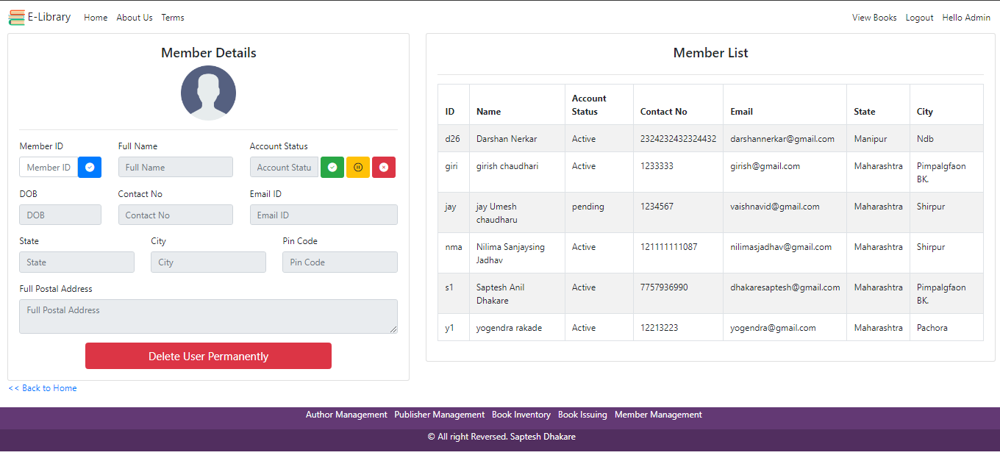 E-Library Home About Us Terms View Books Logout Hello Admin
Member Details
Member ID Full Name Account Status
Member ID Full Name Account Statu
DOB Contact No Email ID
DOB Contact No Email ID
State City Pin Code
State City Pin Code
Full Postal Address
Full Postal Address
Delete User Permanently
<< Back to Home
Member List
Account
ID Name Status Contact No Email State City
d26 Darshan Nerkar Active 2324232432324432 darshannerkar@gmail.com Manipur Ndb
giri girish chaudhari Active 1233333 girish@gmail.com Maharashtra Pimpalgfaon
BK.
jay jay Umesh pending 1234567 vaishnavid@gmail.com Maharashtra Shirpur
chaudharu
nma Nilima Sanjaysing Active 121111111087 nilimasjadhav@gmail.com Maharashtra Shirpur
Jadhav
s1 Saptesh Anil Active 7757936990 dhakaresaptesh@gmail.com Maharashtra Pimpalgfaon
Dhakare BK.
y1 yogendra rakade Active 12213223 yogendra@gmail.com Maharashtra Pachora
Author Management Publisher Management Book Inventory Book Issuing Member Management
© All right Reversed. Saptesh Dhakare